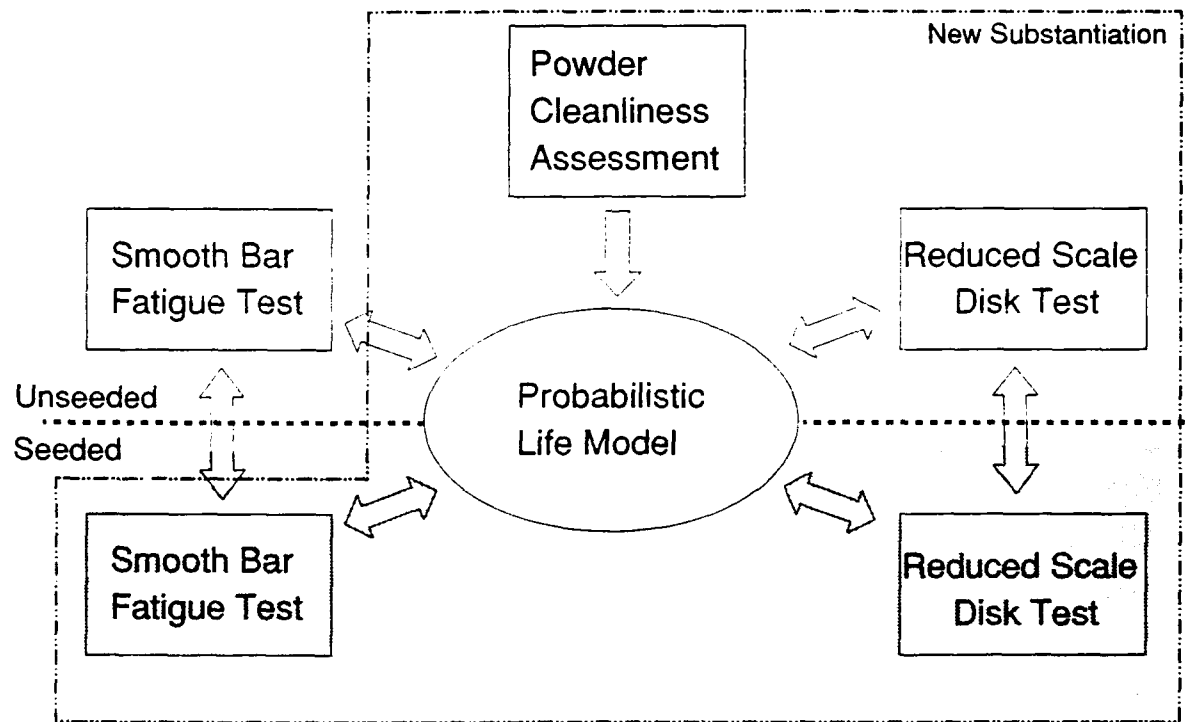 New Substantiation
Powder
Cleanliness
Assessment
Smooth Bar
Fatigue Test
Reduced Scale
Disk Test
Unseeded
Seeded
Probabilistic
Life Model
Smooth Bar
Fatigue Test
Reduced Scale
Disk Test